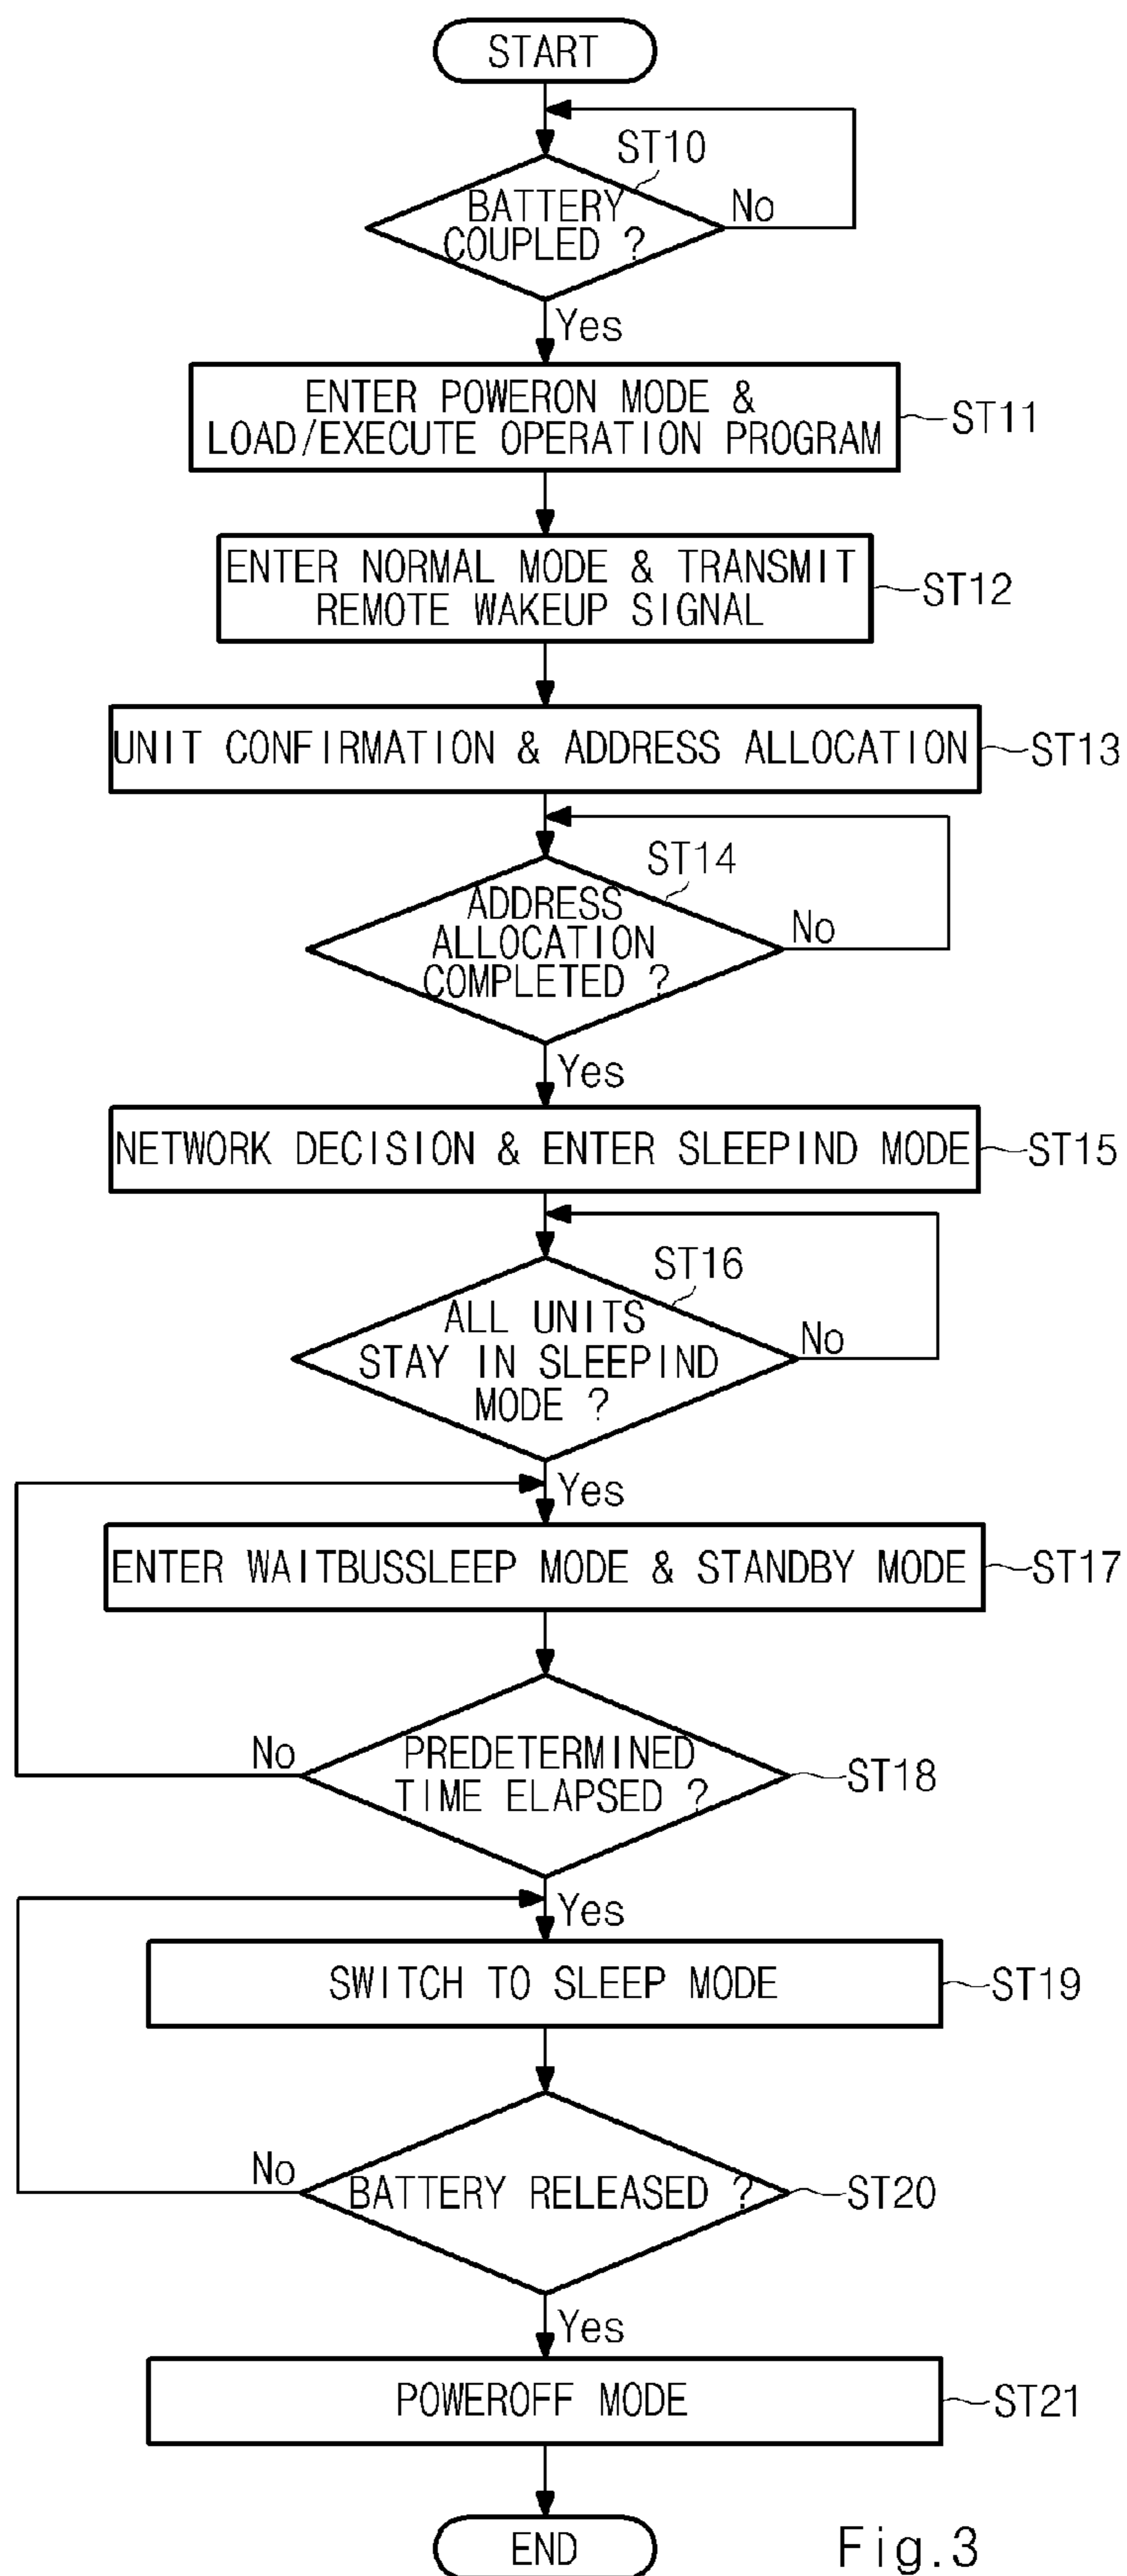 START
ST10
BATTERY
COUPLED ?
No
Yes
ENTER POWERON MODE &
LOAD/EXECUTE OPERATION PROGRAM
ST11
ENTER NORMAL MODE & TRANSMIT
REMOTE WAKEUP SIGNAL
ST12
UNIT CONFIRMATION & ADDRESS ALLOCATION
ST13
ST14
ADDRESS
ALLOCATION
COMPLETED ?
No
Yes
NETWORK DECISION & ENTER SLEEPIND MODE
ST15
ST16
ALL UNITS
STAY IN SLEEPIND
MODE ?
No
Yes
ENTER WAITBUSSLEEP MODE & STANDBY MODE
ST17
No
PREDETERMINED
TIME ELAPSED ?
ST18
Yes
SWITCH TO SLEEP MODE
ST19
No
BATTERY RELEASED ?
ST20
Yes
POWEROFF MODE
ST21
END
Fig.3